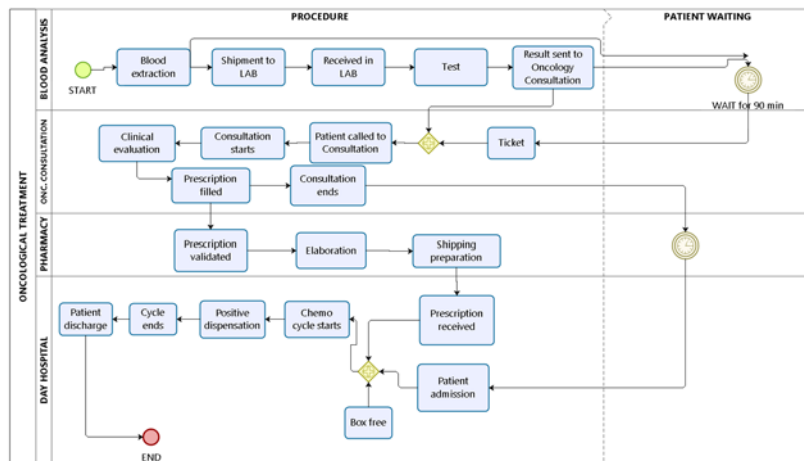 PROCEDURE
PATIENT WAITING
ONCOLOGICAL TREATMENT
BLOOD ANALYSIS
START
Blood
extraction
Shipment to
LAB
Received in
LAB
Test
Result sent to
Oncology
Consultation
WAIT for 90 min
ONC. CONSULTATION
Clinical
evaluation
Consultation
starts
Patient called to
Consultation
Ticket
Prescription
filled
Consultation
ends
PHARMACY
Prescription
validated
Elaboration
Shipping
preparation
DAY HOSPITAL
Patient
discharge
Cycle
ends
Positive
dispensation
Chemo
cycle starts
Prescription
received
Patient
admission
Box free
END